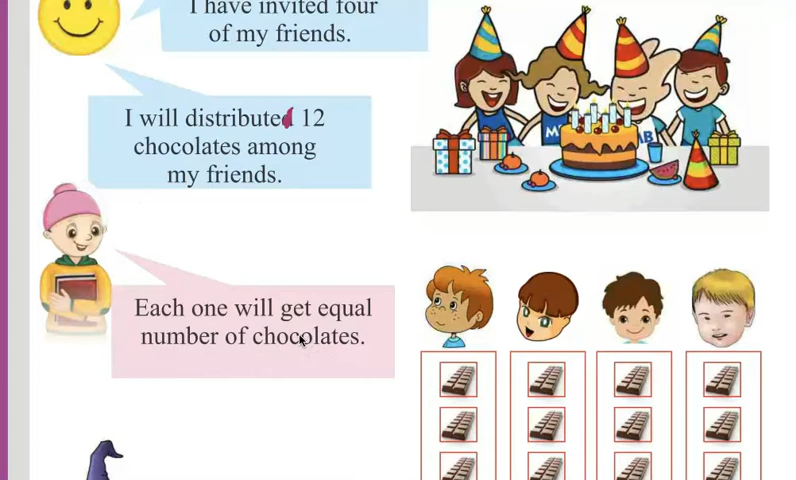 I have invited four
of my friends.
I will distributed 12
chocolates among
my friends.
Each one will get equal
number of chocolates.